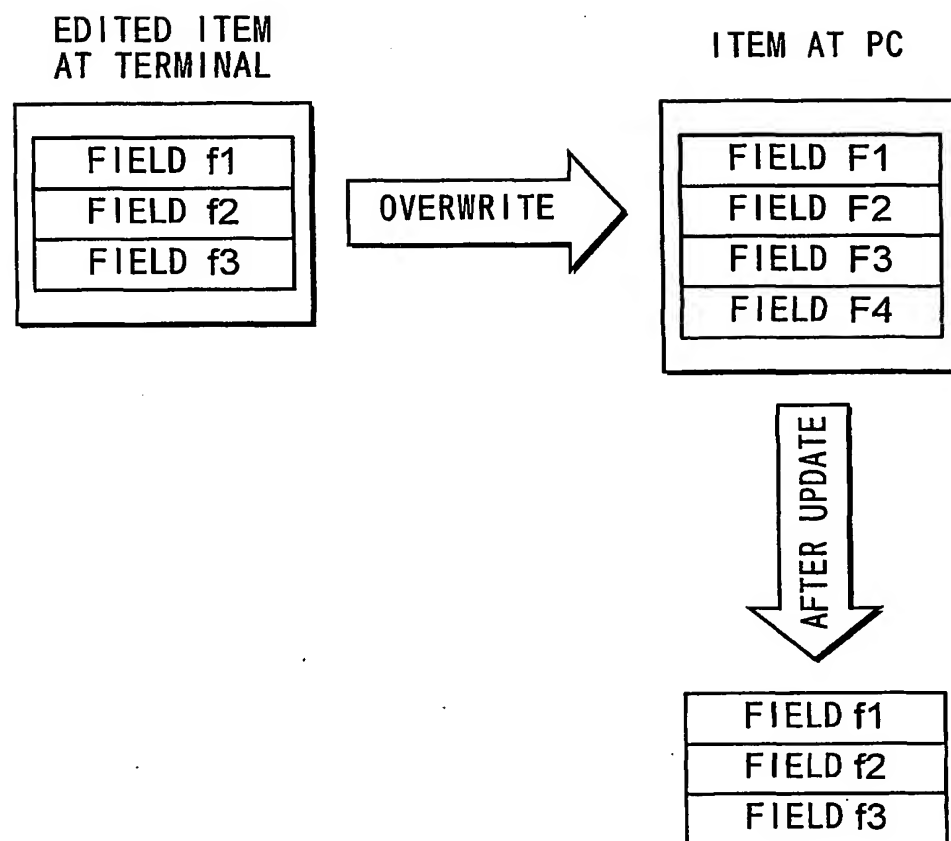 EDITED ITEM
AT TERMINAL
FIELD f1
FIELD f2
FIELD f3
OVERWRITE
ITEM AT PC
FIELD F1
FIELD F2
FIELD F3
FIELD F4
AFTER UPDATE
FIELD f1
FIELD f2
FIELD f3